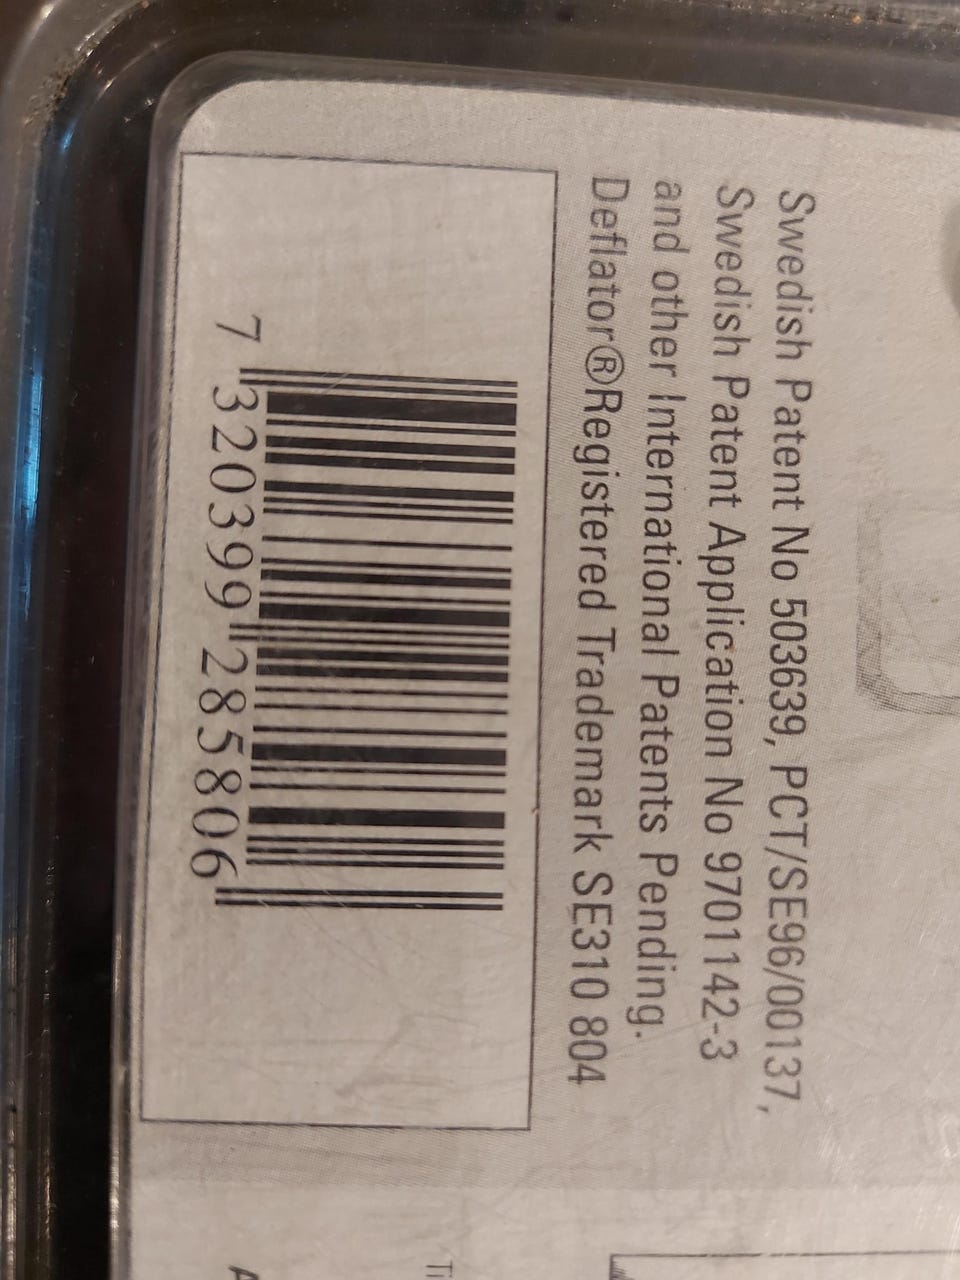 Swedish Patent No 503639, PCT/SE96/00137,
Swedish Patent Application No 9701142-3
and other International Patents Pending.
Deflator®Registered Trademark SE310 804
7 320399 285806